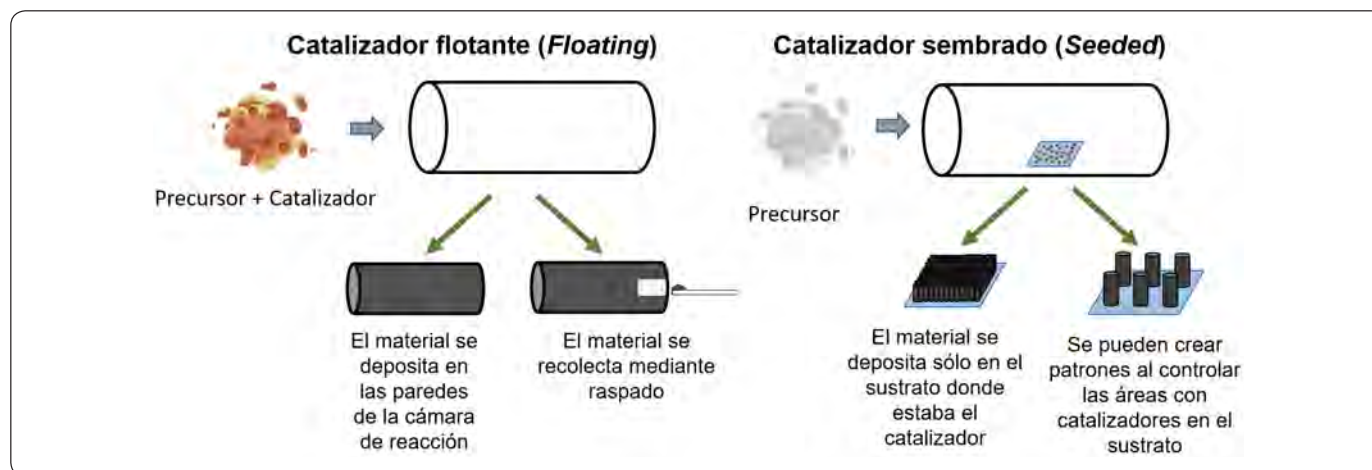 Catalizador flotante (Floating)
Precursor + Catalizador
El material se
deposita en
las paredes
de la cámara
de reacción
El material se
recolecta mediante
raspado
Catalizador sembrado (Seeded)
Precursor
El material se
deposita sólo en el
sustrato donde
estaba el
catalizador
Se pueden crear
patrones al controlar
las áreas con
catalizadores en el
sustrato